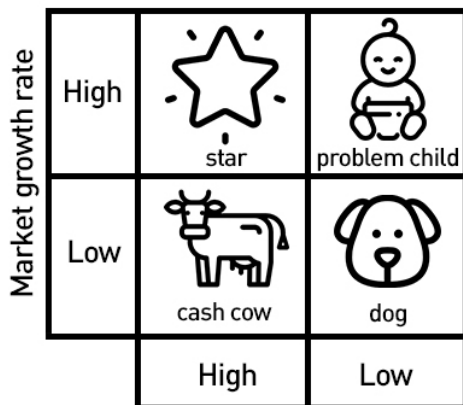 Market growth rate
High
star
problem child
Low
cash cow
dog
High
Low